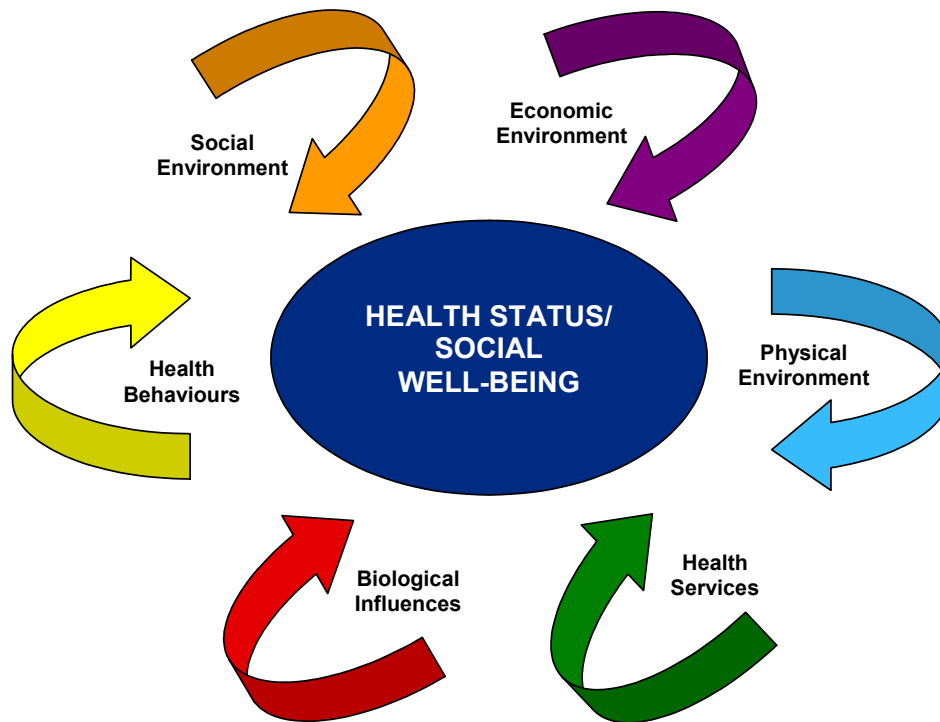 Economic
Environment
Social
Environment
HEALTH STATUS/
SOCIAL
WELL-BEING
Physical
Environment
Health
Behaviours
Health
Services
Biological
Influences